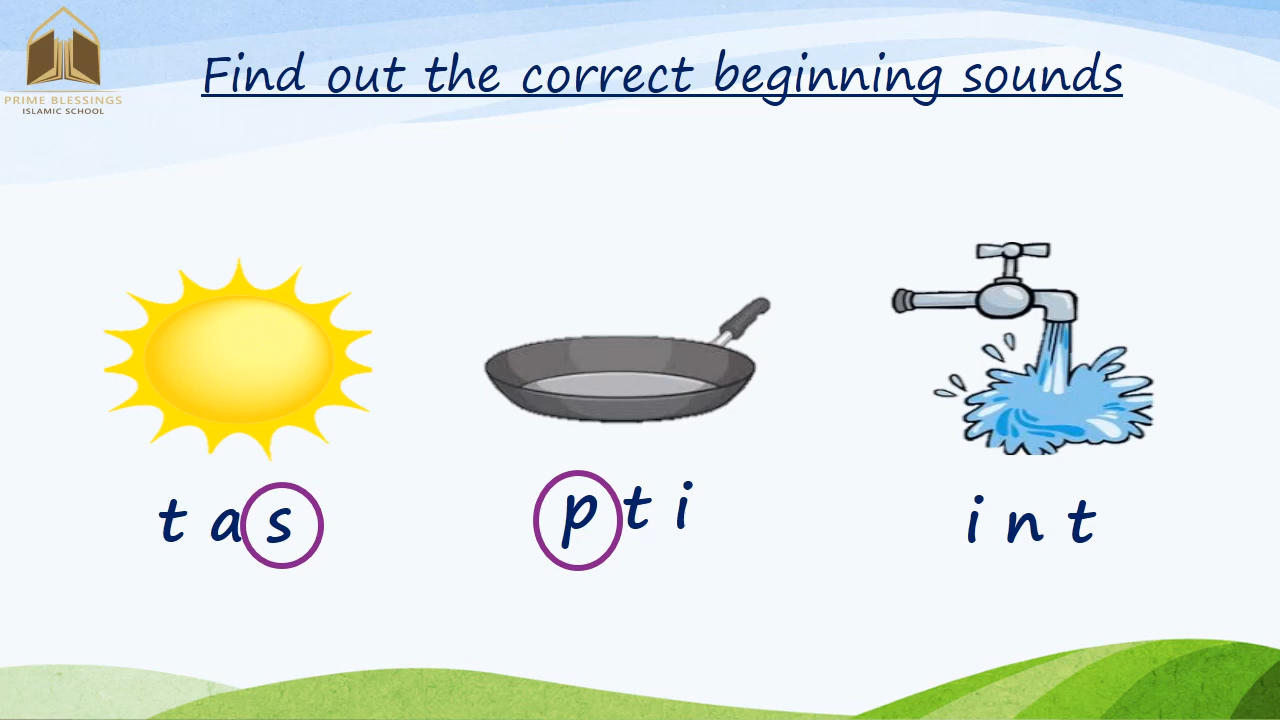 PRIME BLESSINGS
ISLAMIC SCHOOL
Find out the correct beginning sounds
t a s
p t i
i n t